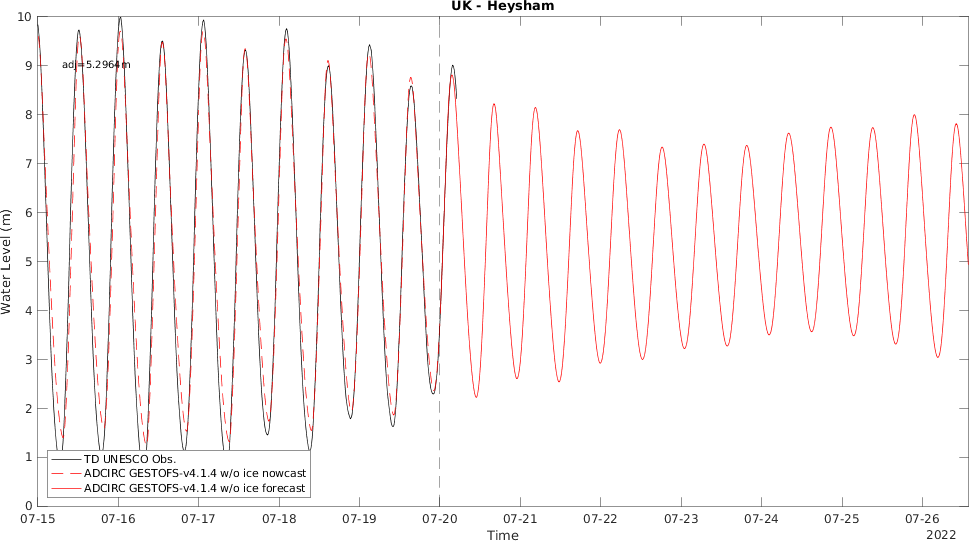 UK - Heysham
10
9
8
7
6
5
4
3
2
1
0
Water Level (m)
adj=5.2964m
TD UNESCO Obs.
ADCIRC GESTOFS-v4.1.4 w/o ice nowcast
ADCIRC GESTOFS-v4.1.4 w/o ice forecast
07-15 07-16 07-17 07-18 07-19 07-20 07-21 07-22 07-23 07-24 07-25 07-26
Time
2022